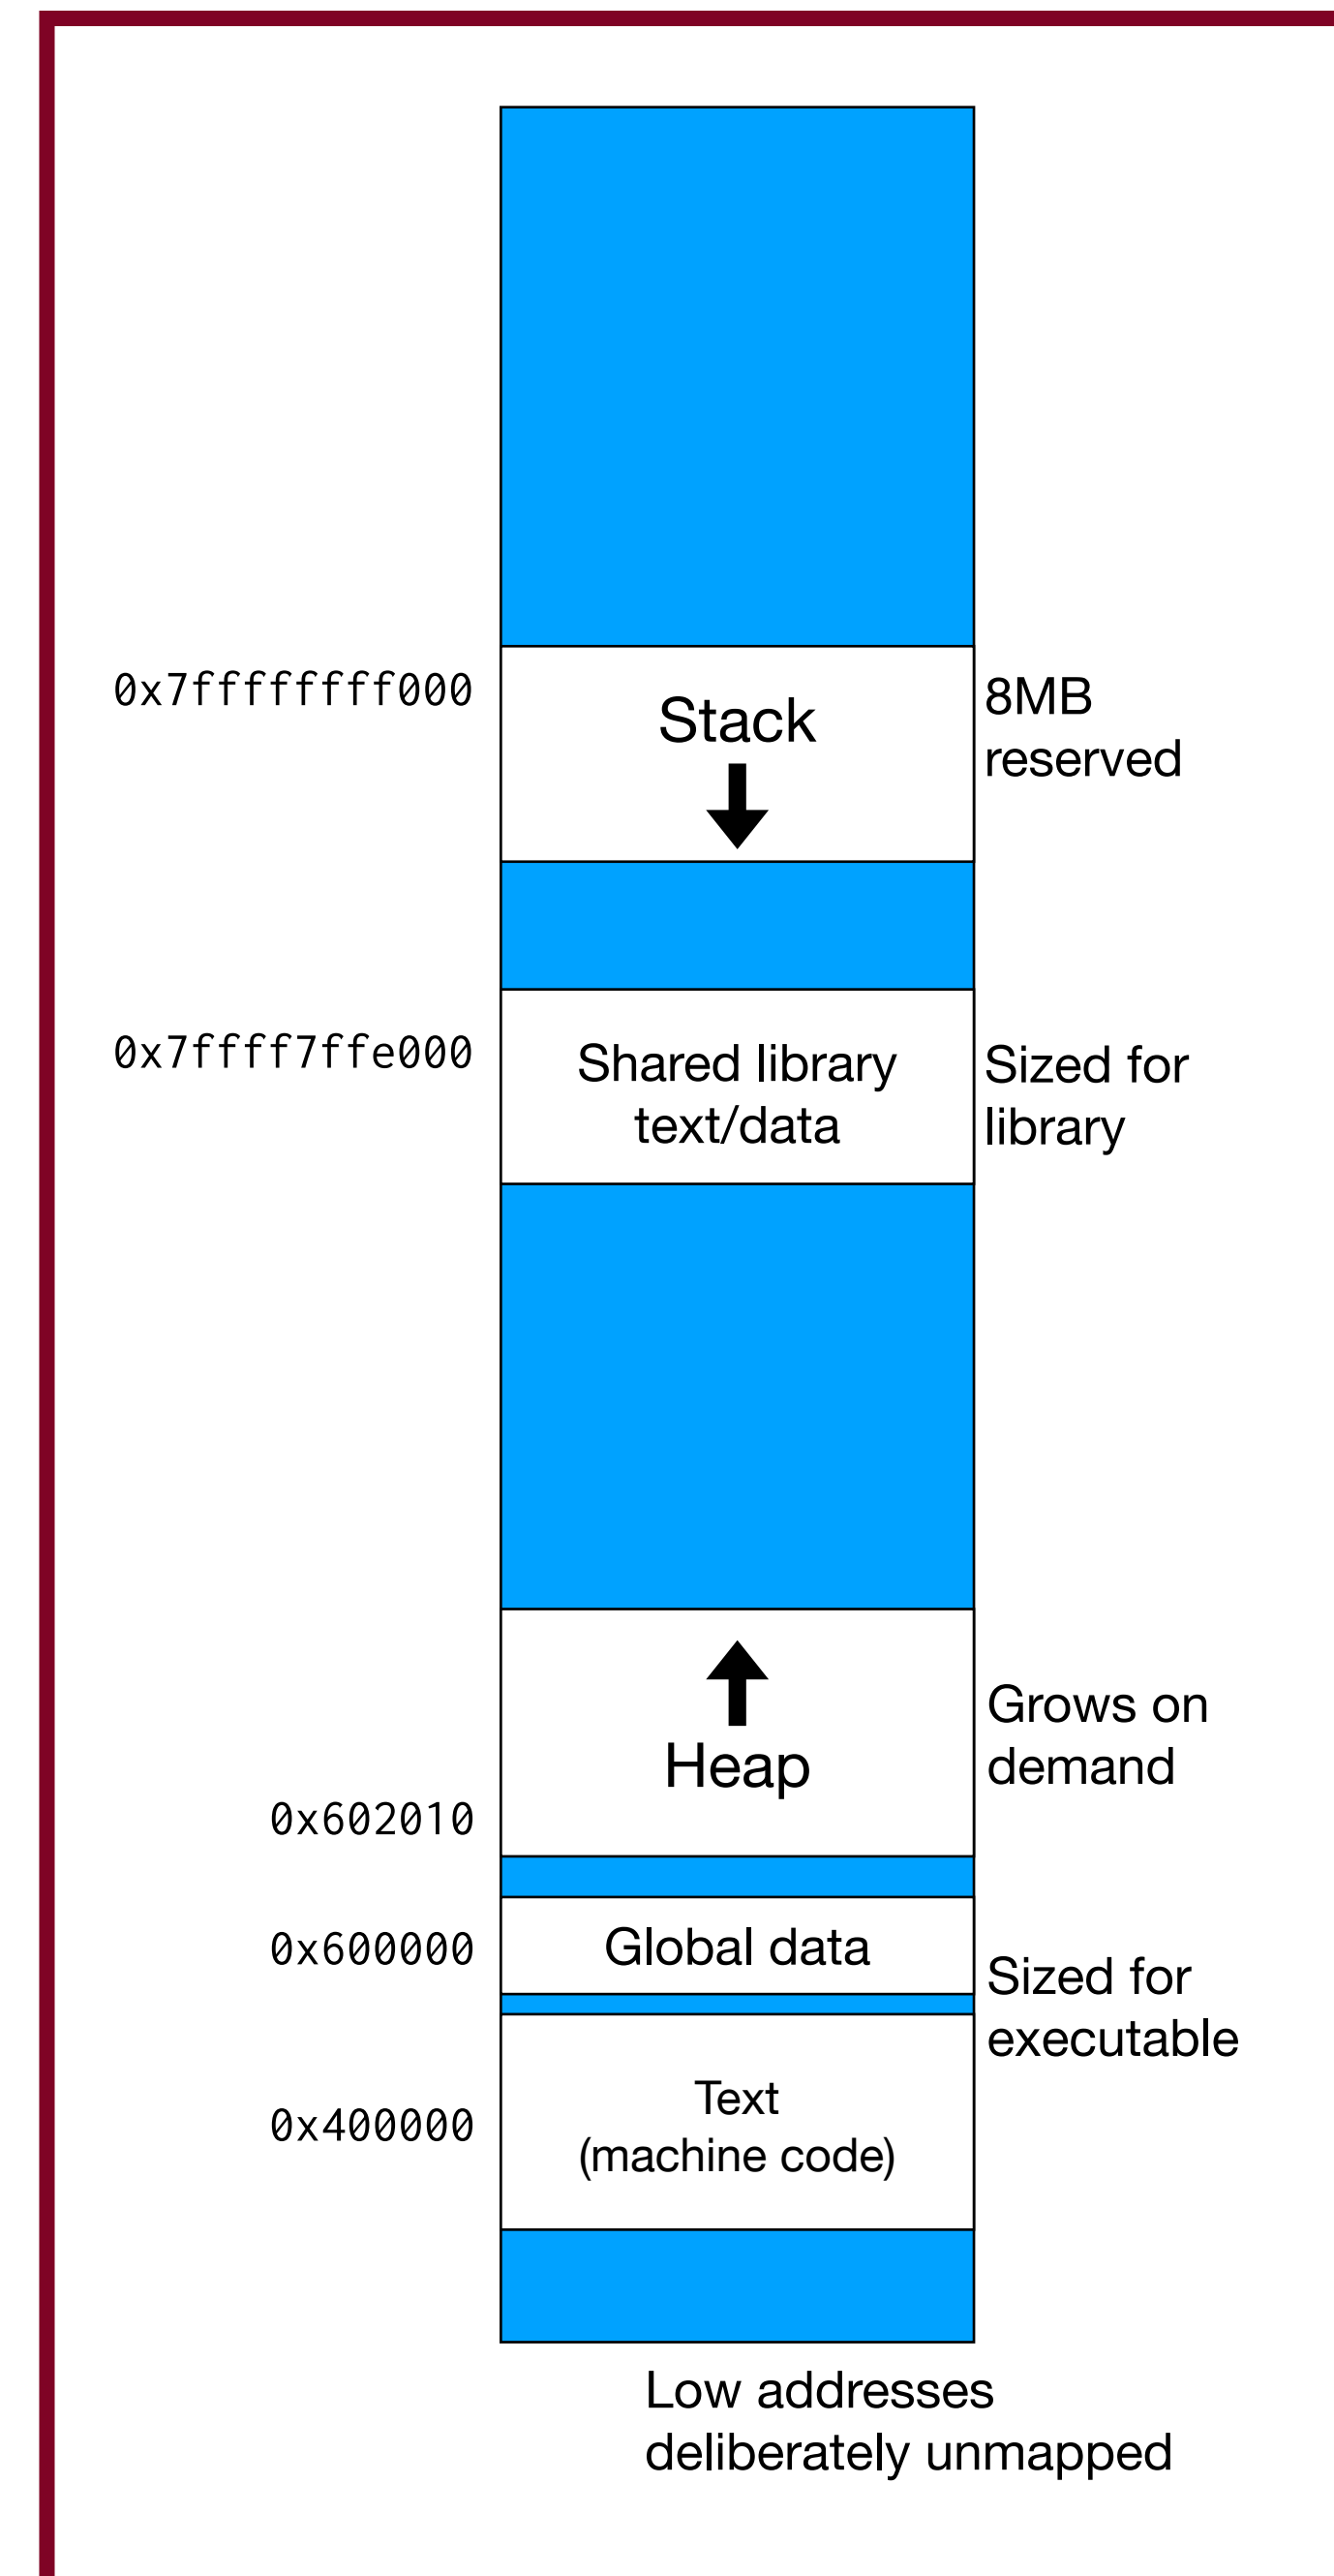 0x7ffffffff000
Stack
8MB
reserved
0x7ffff7ffe000
Shared library
text/data
Sized for
library
Heap
Grows on
demand
0x602010
0x600000
Global data
Sized for
executable
0x400000
Text
(machine code)
Low addresses
deliberately unmapped